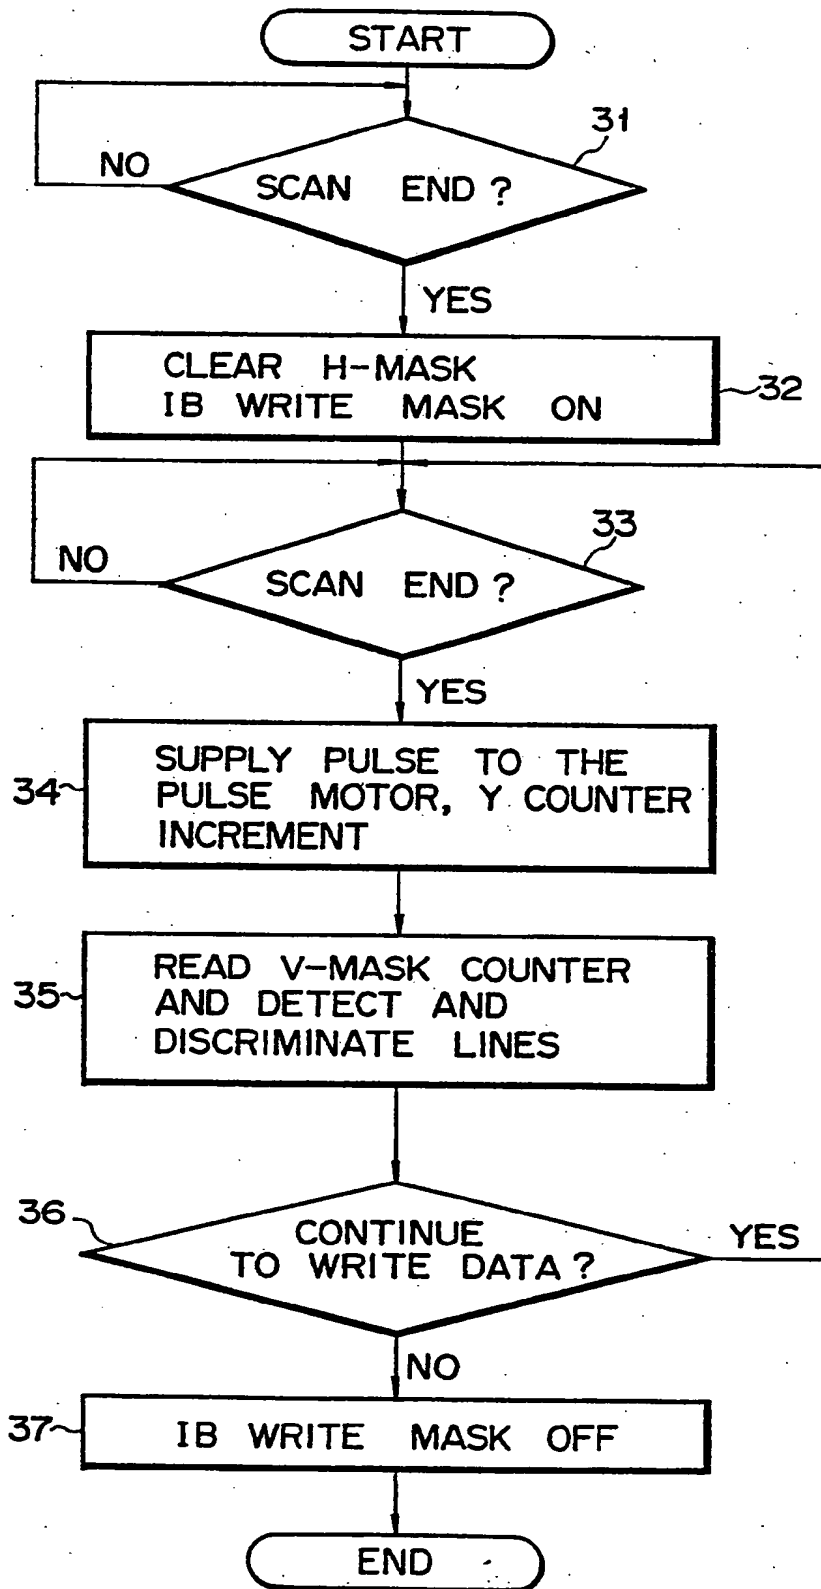 START
31
NO
SCAN END?
YES
CLEAR H-MASK
IB WRITE MASK ON
32
33
NO
SCAN END?
YES
34
SUPPLY PULSE TO THE
PULSE MOTOR, Y COUNTER
INCREMENT
35
READ V-MASK COUNTER
AND DETECT AND
DISCRIMINATE LINES
36
CONTINUE
TO WRITE DATA?
YES
NO
37
IB WRITE MASK OFF
END